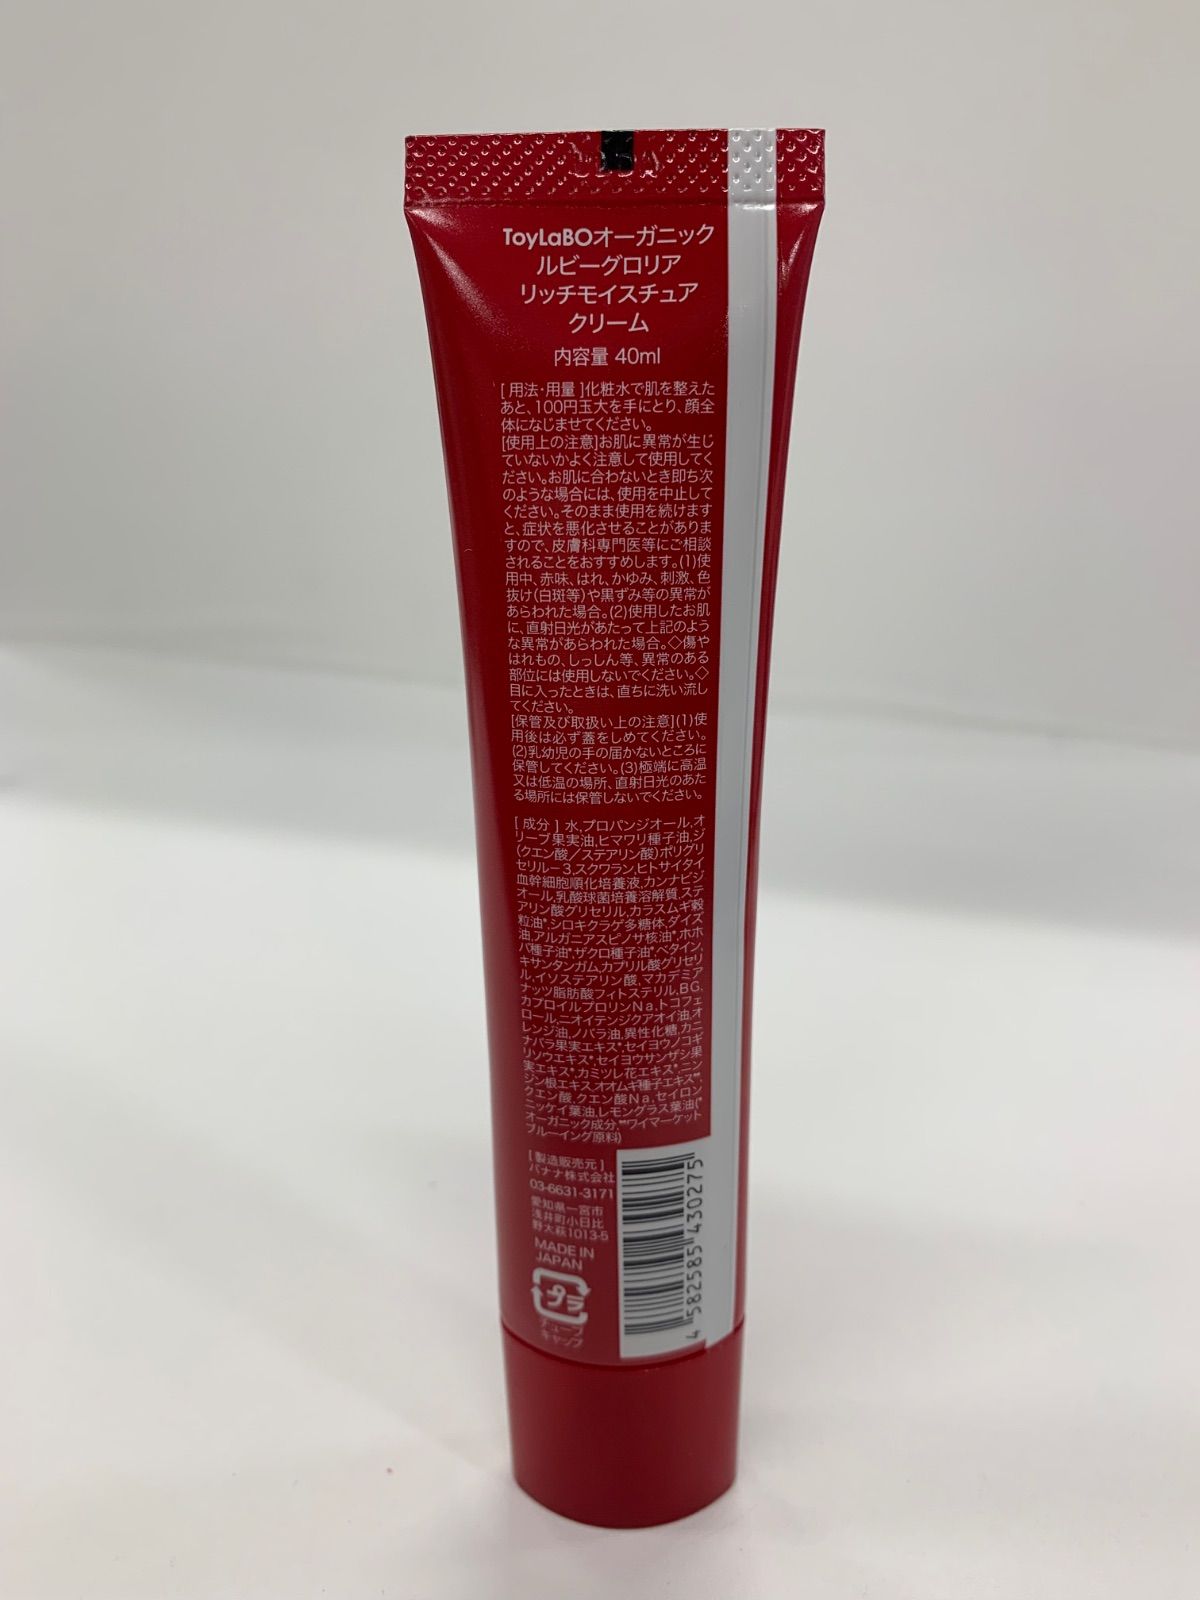 ToyLaBOオーガニック
ルビーグロリア
リッチモイスチュア
クリーム
内容量 40ml
[ 用法・用量 ]化粧水で肌を整えた
あと、100円玉大を手にとり、顔全
体になじませてください。
[使用上の注意]お肌に異常が生じ
ていないかよく注意して使用してく
ださい。お肌に合わないとき即ち次
のような場合には、使用を中止して
ください。そのまま使用を続けます
と、症状を悪化させることがありま
すので、皮膚科専門医等にご相談
されることをおすすめします。(1)使
用中、赤味、はれ、かゆみ、刺激、色
抜け(白斑等)や黒ずみ等の異常が
あらわれた場合。(2)使用したお肌
に、直射日光があたって上記のよう
な異常があらわれた場合。◇傷や
はれもの、しっしん等、異常のある
部位には使用しないでください。◇
目に入ったときは、直ちに洗い流し
てください。
[保管及び取扱い上の注意](1)使
用後は必ず蓋をしめてください。
(2)乳幼児の手の届かないところに
保管してください。(3)極端に高温
又は低温の場所、直射日光のあた
る場所には保管しないでください。
[ 成分 ] 水,プロパンジオール,オ
リーブ果実油,ヒマワリ種子油,ジ
(クエン酸／ステアリン酸)ポリグリ
セリル－3,スクワラン,ヒトサイタイ
血幹細胞順化培養液,カンナビジ
オール,乳酸球菌培養溶解質,ステ
アリン酸グリセリル,カラスムギ穀
粒油*,シロキクラゲ多糖体,ダイズ
油,アルガニアスピノサ核油*,ホホ
バ種子油*,ザクロ種子油*,ベタイン,
キサンタンガム,カプリル酸グリセリ
ル,イソステアリン酸,マカデミア
ナッツ脂肪酸フィトステリル,BG,
カプロイルプロリンNa,トコフェ
ロール,ニオイテンジクアオイ油,オ
レンジ油,ノバラ油,異性化糖,カニ
ナバラ果実エキス*,セイヨウノコギ
リソウエキス*,セイヨウサンザシ果
実エキス*,カミツレ花エキス*,ニン
ジン根エキス,オオムギ種子エキス**,
クエン酸,クエン酸Na,セイロン
ニッケイ葉油,レモングラス葉油(*
オーガニック成分,**ワイマーケット
ブルーイング原料)
[ 製造販売元 ]
バナナ株式会社
03-6631-3171
愛知県一宮市
浅井町小日比
野大萩1013-5
MADE IN
JAPAN
プラ
チューブ
キャップ
4 582585 430275